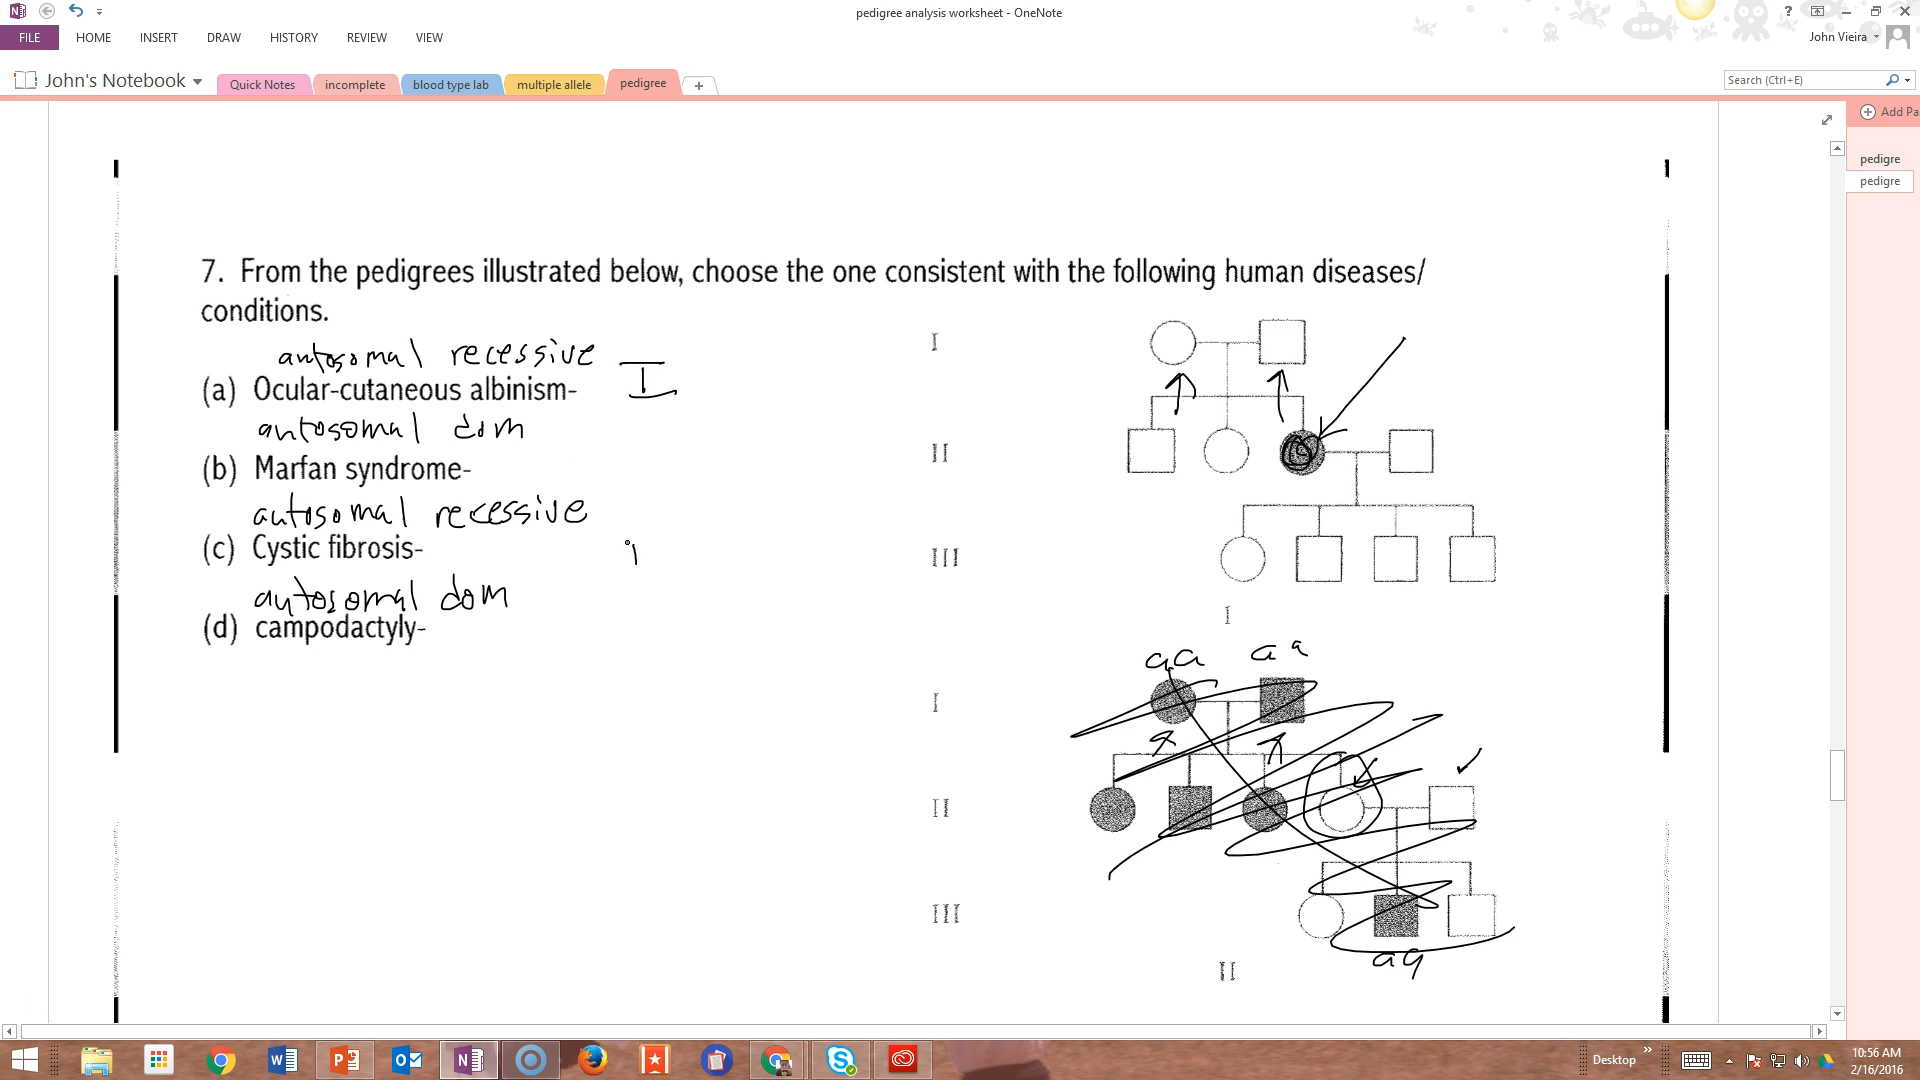 pedigree analysis worksheet - OneNote
FILE HOME INSERT DRAW HISTORY REVIEW VIEW
John Vieira
John's Notebook Quick Notes incomplete blood type lab multiple allele pedigree
Search (Ctrl+E)
Add Pa
pedigre
pedigre
7. From the pedigrees illustrated below, choose the one consistent with the following human diseases/
conditions.
autosomal recessive I
(a) Ocular-cutaneous albinism-
autosomal dom
(b) Marfan syndrome-
autosomal recessive
(c) Cystic fibrosis-
autosomal dom
(d) campodactyly-
I
II
III
I
aa aa
I
II
III
aa
II
Desktop
10:56 AM
2/16/2016